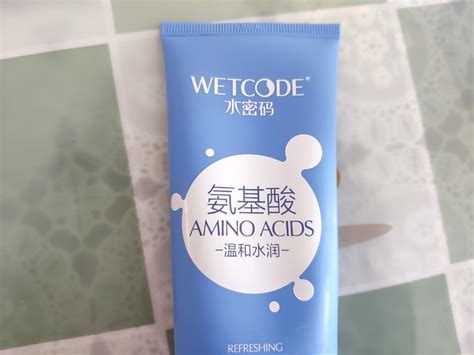 WETCODE®
水密码
氨基酸
AMINO ACIDS
-温和水润-
REFRESHING